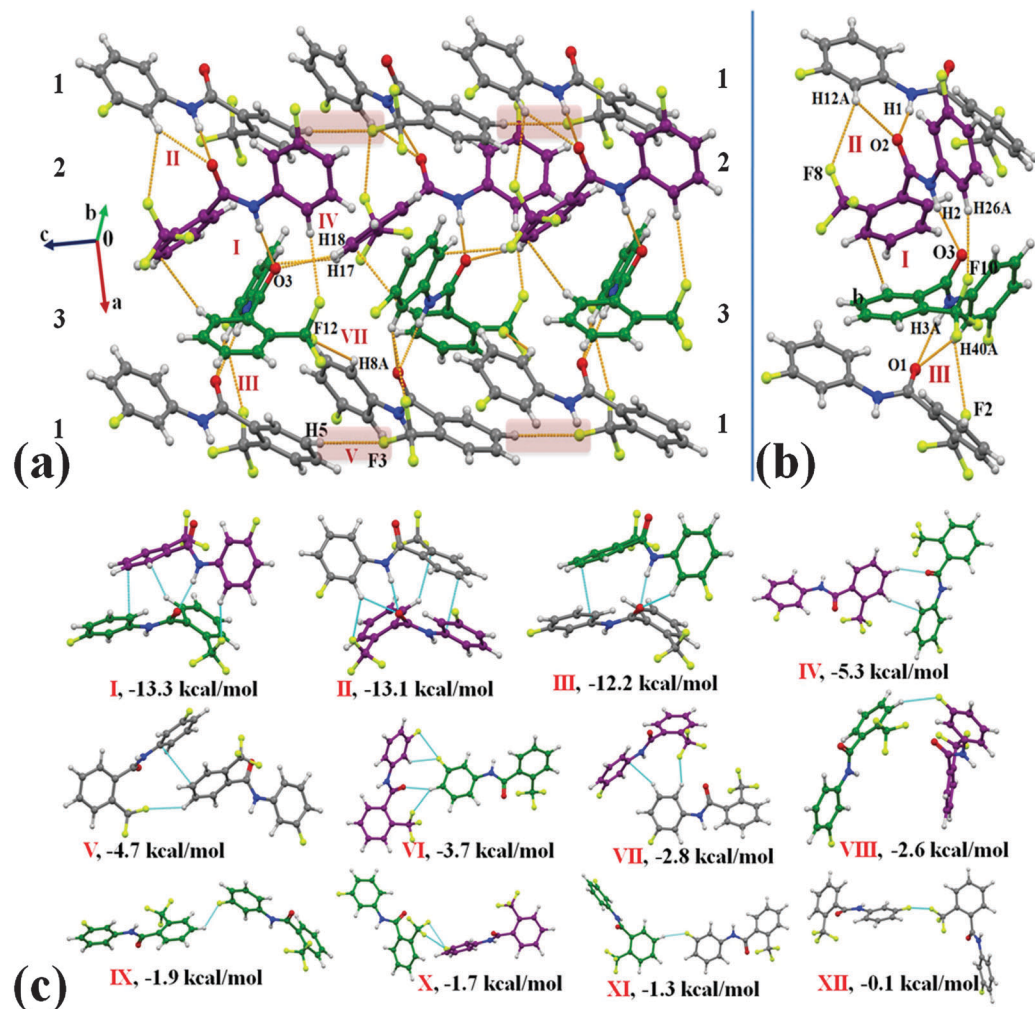 (a)
(b)
1
1
H12A
H1
II
O2
2
2
II
F8
b
c
0
a
IV
I
H18
H17
O3
H2
H26A
I
O3
F10
b
3
3
F12
VII
H8A
III
H3A
H40A
O1
III
F2
1
1
H5
V
F3
I, -13.3 kcal/mol
II, -13.1 kcal/mol
III, -12.2 kcal/mol
IV, -5.3 kcal/mol
V, -4.7 kcal/mol
VI, -3.7 kcal/mol
VII, -2.8 kcal/mol
VIII, -2.6 kcal/mol
(c)
IX, -1.9 kcal/mol
X, -1.7 kcal/mol
XI, -1.3 kcal/mol
XII, -0.1 kcal/mol